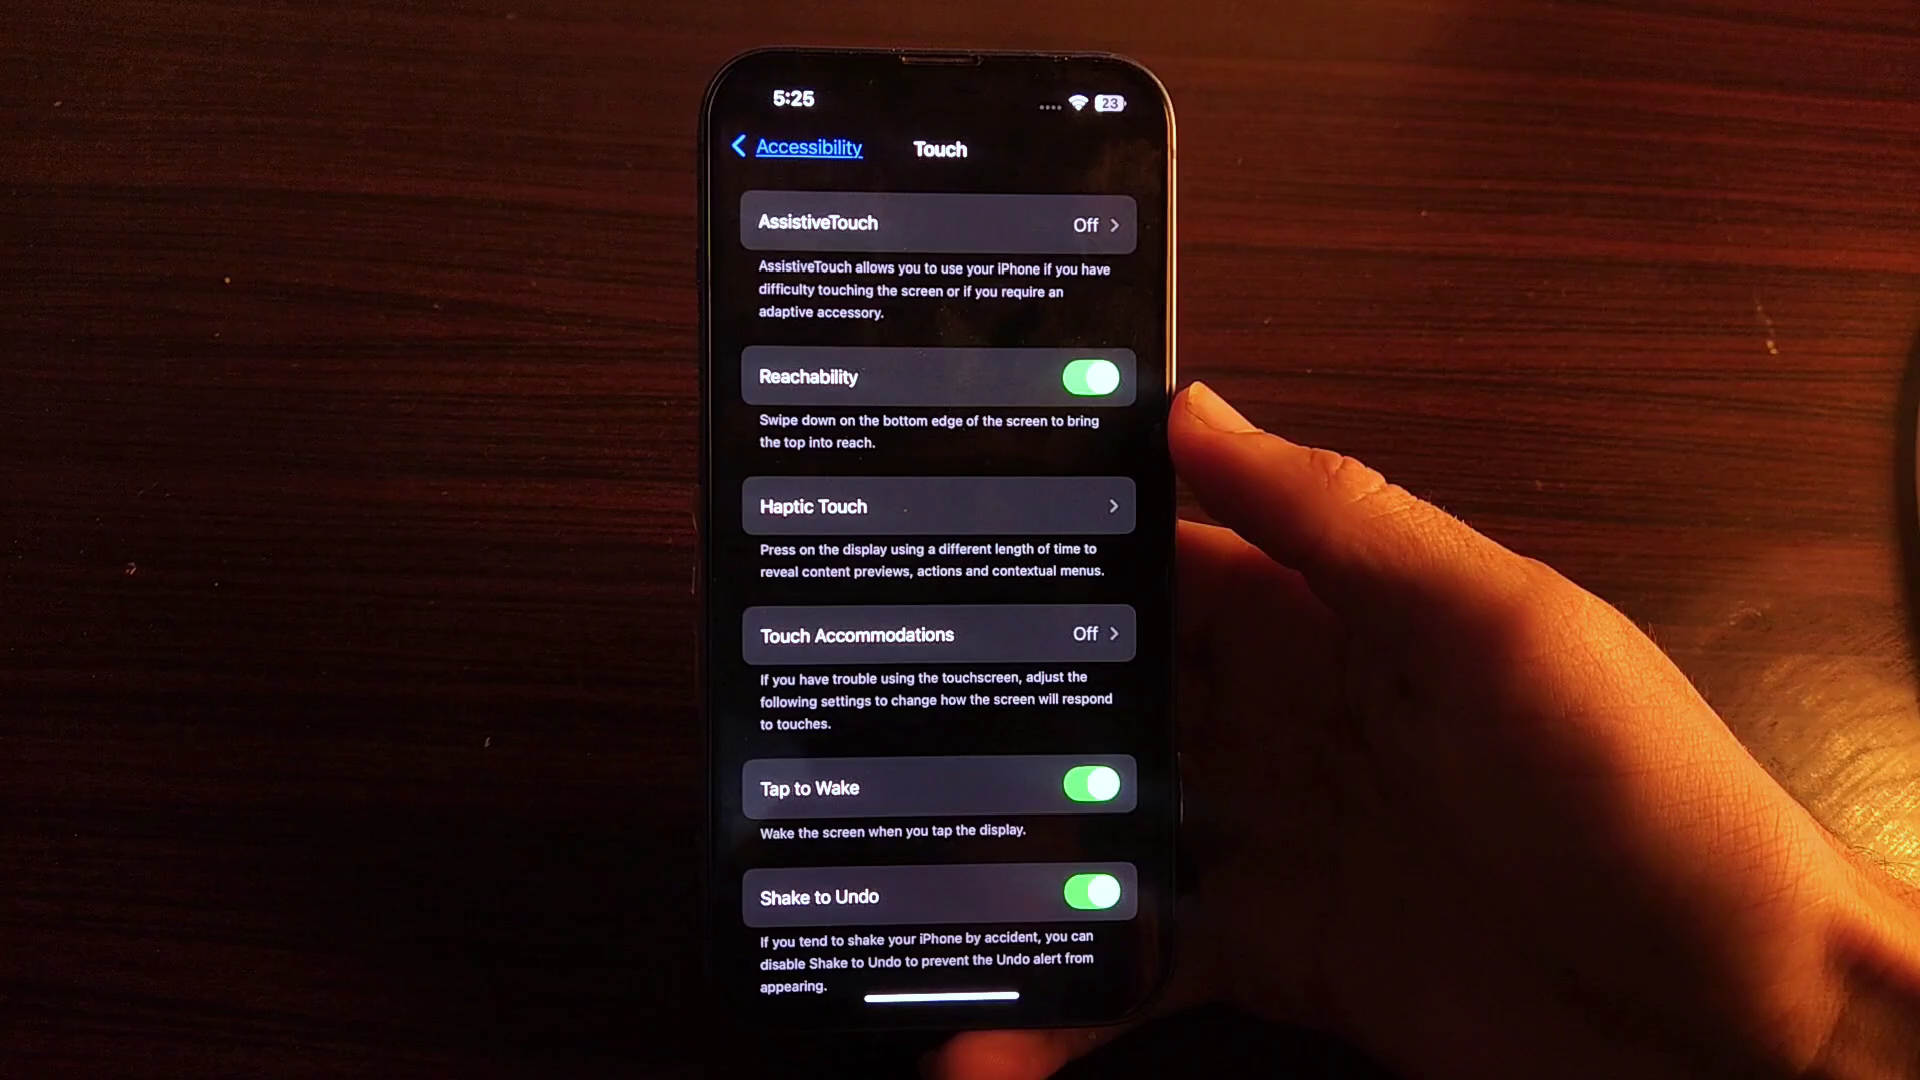 5:25
23
Accessibility
Touch
AssistiveTouch
Off
AssistiveTouch allows you to use your iPhone if you have
difficulty touching the screen or if you require an
adaptive accessory.
Reachability
Swipe down on the bottom edge of the screen to bring
the top into reach.
Haptic Touch
Press on the display using a different length of time to
reveal content previews, actions and contextual menus.
Touch Accommodations
Off
If you have trouble using the touchscreen, adjust the
following settings to change how the screen will respond
to touches.
Tap to Wake
Wake the screen when you tap the display.
Shake to Undo
If you tend to shake your iPhone by accident, you can
disable Shake to Undo to prevent the Undo alert from
appearing.